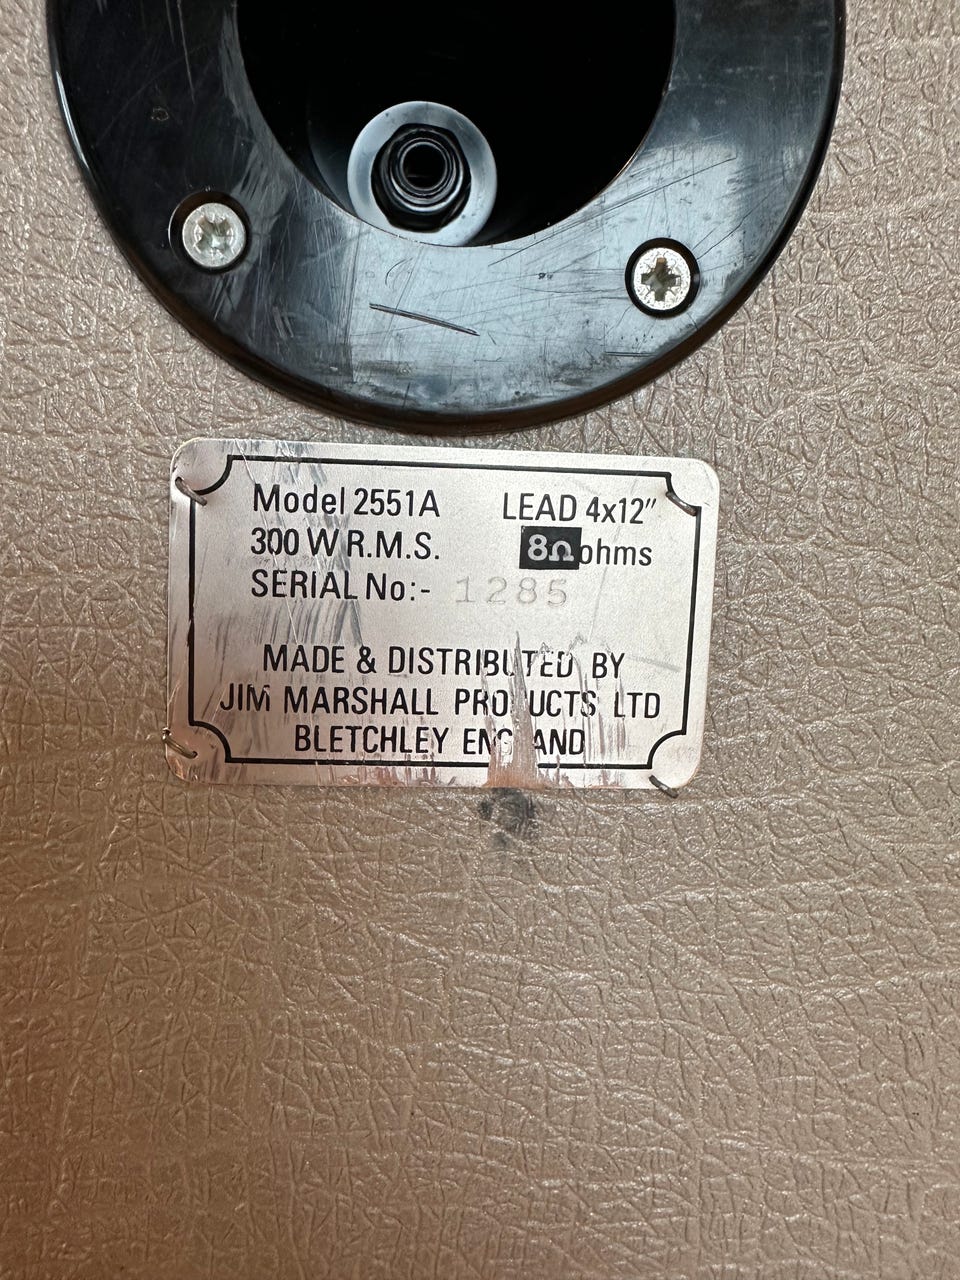 Model 2551A LEAD 4x12"
300 W R.M.S. 8Ω ohms
SERIAL No:- 1285
MADE & DISTRIBUTED BY
JIM MARSHALL PRODUCTS LTD
BLETCHLEY ENGLAND